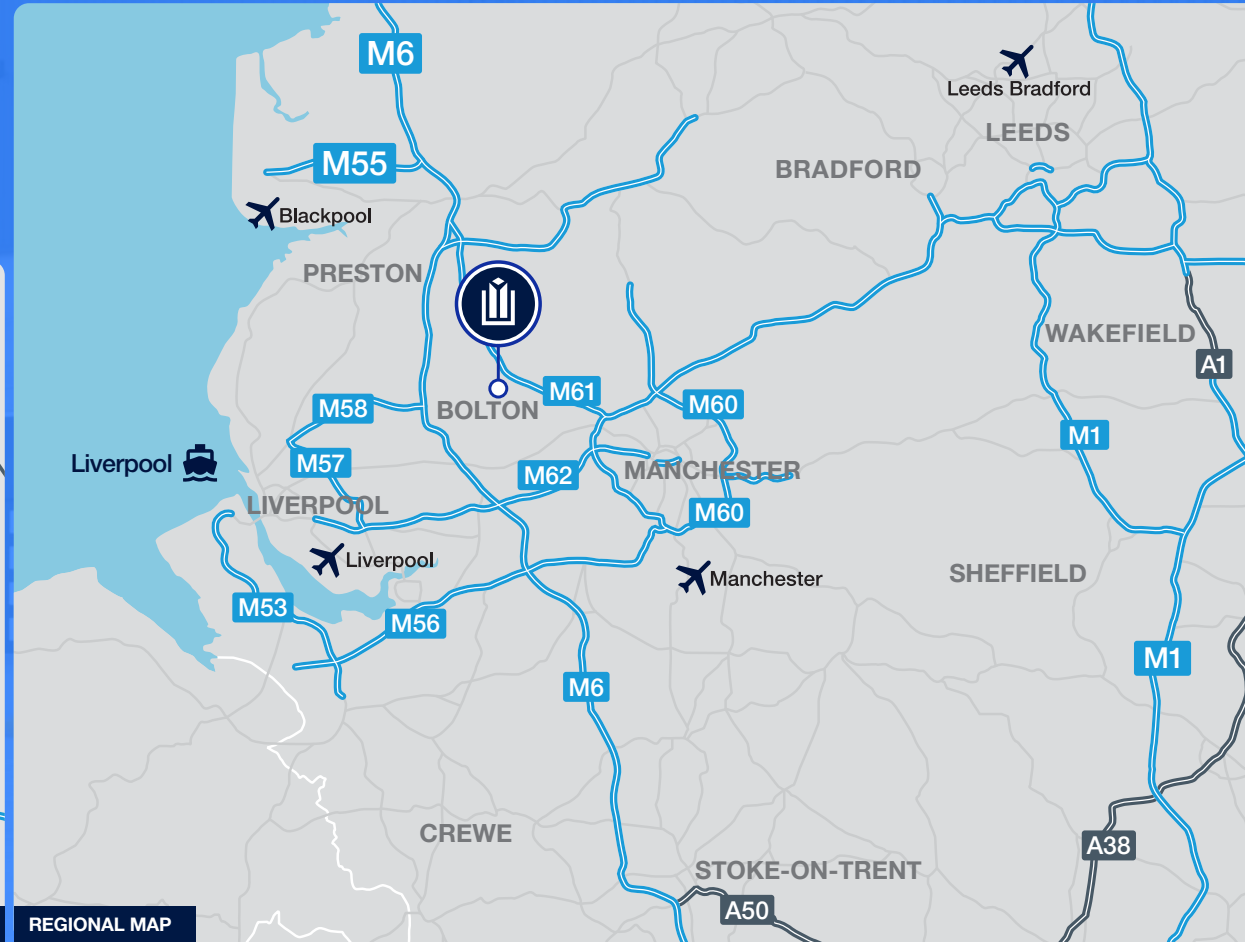 M6
Leeds Bradford
LEEDS
M55
BRADFORD
Blackpool
PRESTON
WAKEFIELD
A1
M61
M58
BOLTON
M60
M1
Liverpool
M57
M62
MANCHESTER
LIVERPOOL
M60
Liverpool
Manchester
SHEFFIELD
M53
M56
M1
M6
CREWE
A38
STOKE-ON-TRENT
A50
REGIONAL MAP